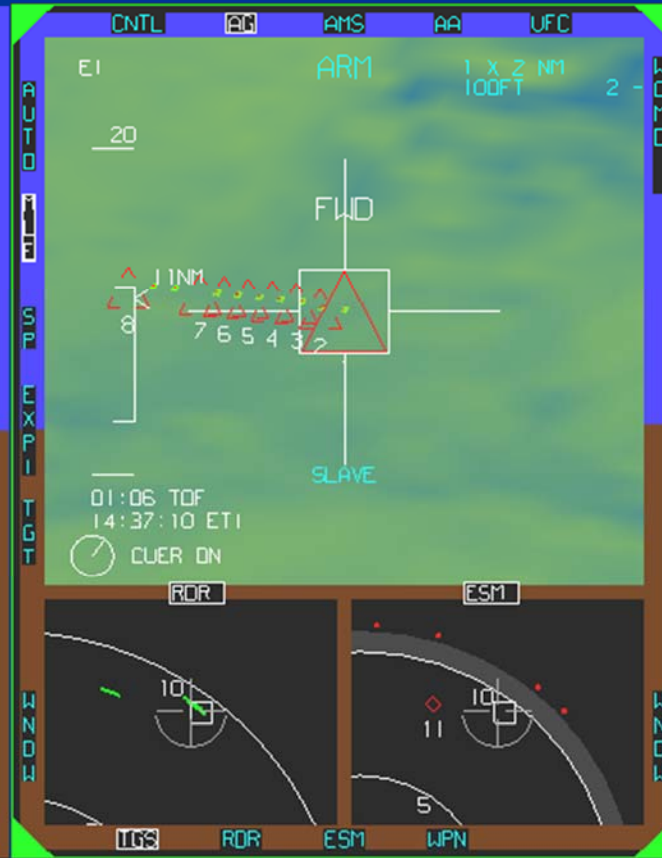 CNTL AG AMS AA UFC
EI ARM 1 X 2 NM
100FT 2 -
AUTO
20
FWD
11NM
8 7 6 5 4 3 2
SP
EXP1
TGT
SLAVE
01:06 TOF
14:37:10 ETI
CUER ON
RDR ESM
10 10
11
5
WNDW WNDW
TGS RDR ESM WPN